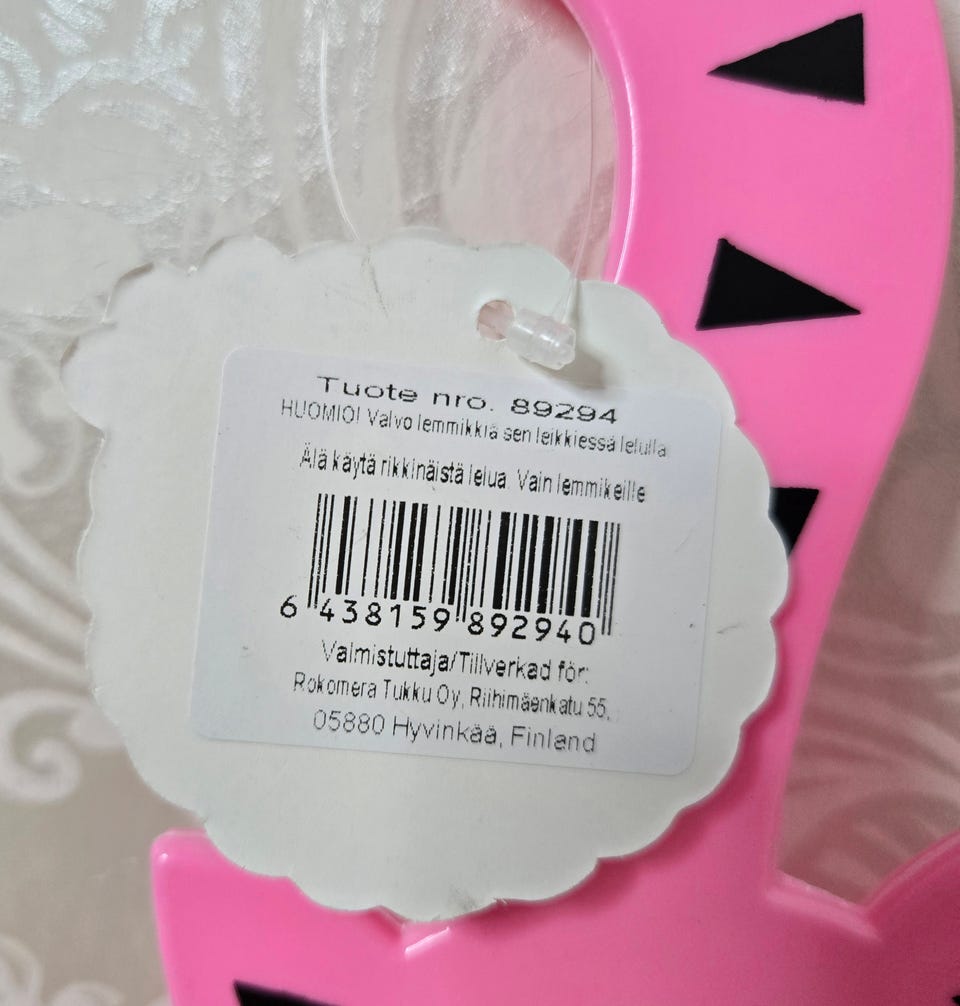 Tuote nro. 89294
HUOMIO! Valvo lemmikkiä sen leikkiessä lelulla.
Älä käytä rikkinäistä lelua. Vain lemmikeille
6 438159 892940
Valmistuttaja/Tillverkad för:
Rokomera Tukku Oy, Riihimäenkatu 55,
05880 Hyvinkää, Finland